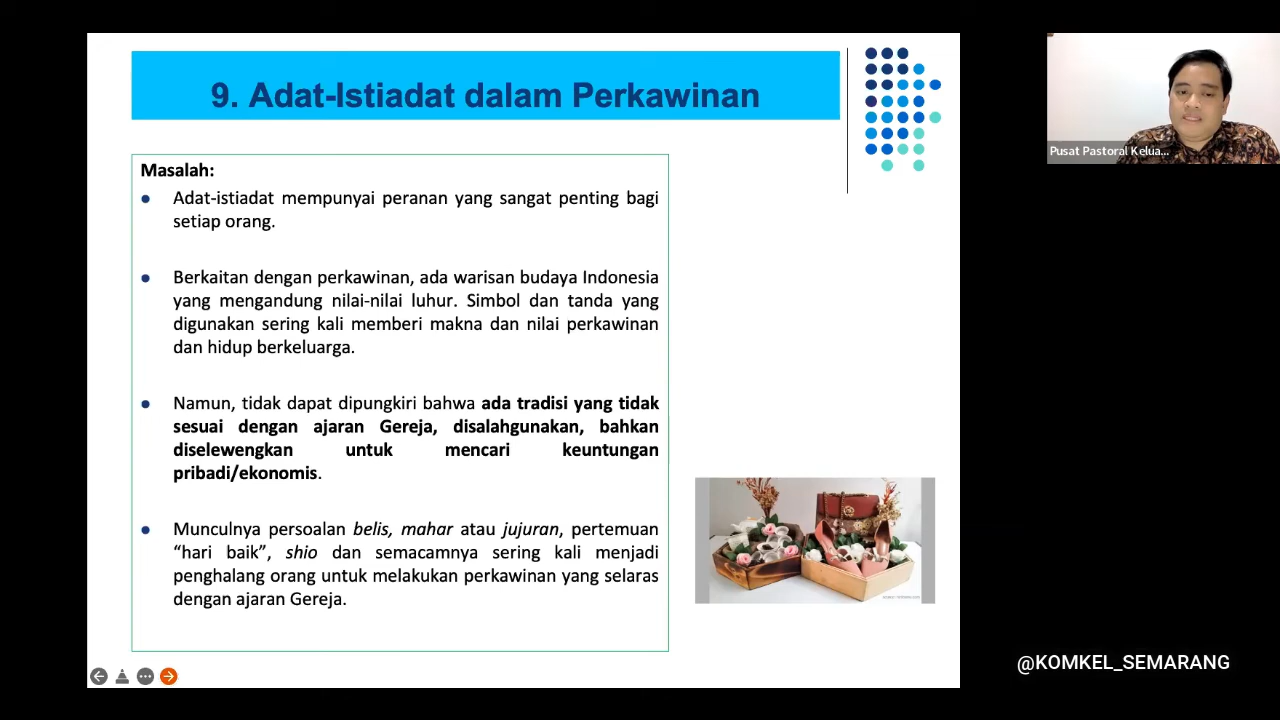 9. Adat-Istiadat dalam Perkawinan
Masalah:
Adat-istiadat mempunyai peranan yang sangat penting bagi
setiap orang.
Berkaitan dengan perkawinan, ada warisan budaya Indonesia
yang mengandung nilai-nilai luhur. Simbol dan tanda yang
digunakan sering kali memberi makna dan nilai perkawinan
dan hidup berkeluarga.
Namun, tidak dapat dipungkiri bahwa ada tradisi yang tidak
sesuai dengan ajaran Gereja, disalahgunakan, bahkan
diselewengkan untuk mencari keuntungan
pribadi/ekonomis.
Munculnya persoalan belis, mahar atau jujuran, pertemuan
“hari baik”, shio dan semacamnya sering kali menjadi
penghalang orang untuk melakukan perkawinan yang selaras
dengan ajaran Gereja.
Pusat Pastoral Kelua...
@KOMKEL_SEMARANG